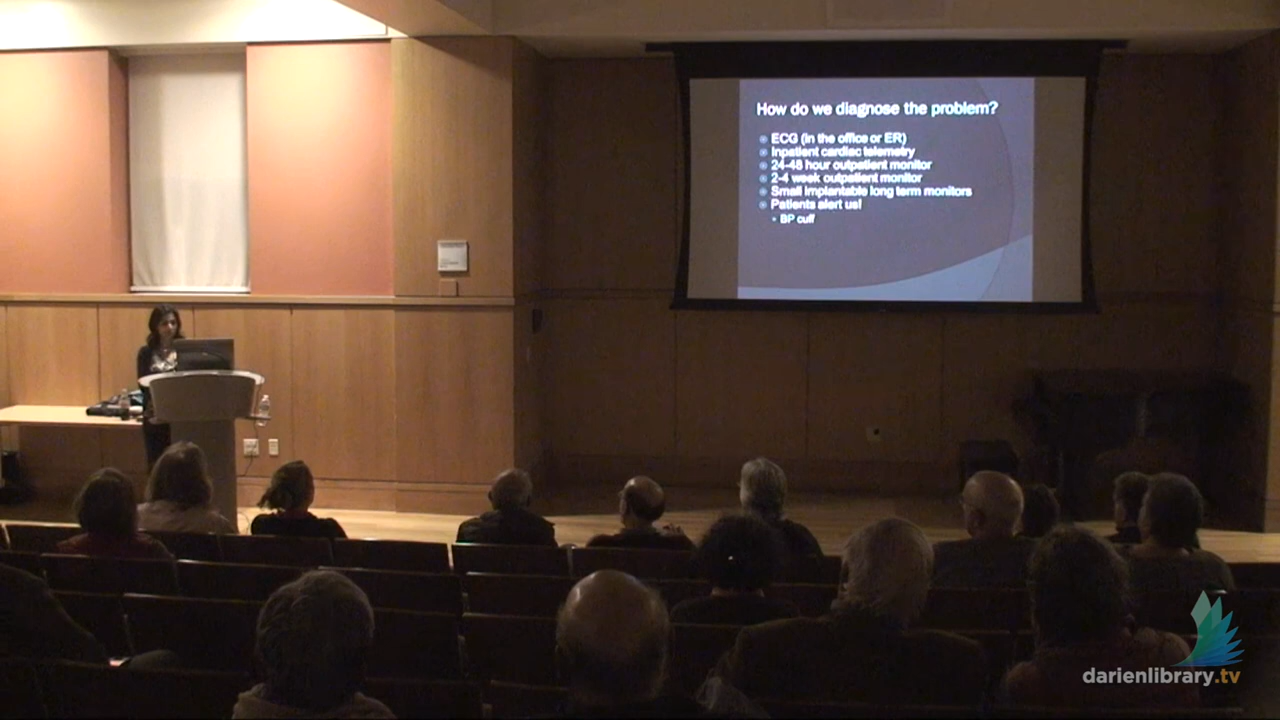 How do we diagnose the problem?
ECG (in the office or ER)
Inpatient cardiac telemetry
24-48 hour outpatient monitor
2-4 week outpatient monitor
Small implantable long term monitors
Patients alert us!
BP cuff
darienlibrary.tv